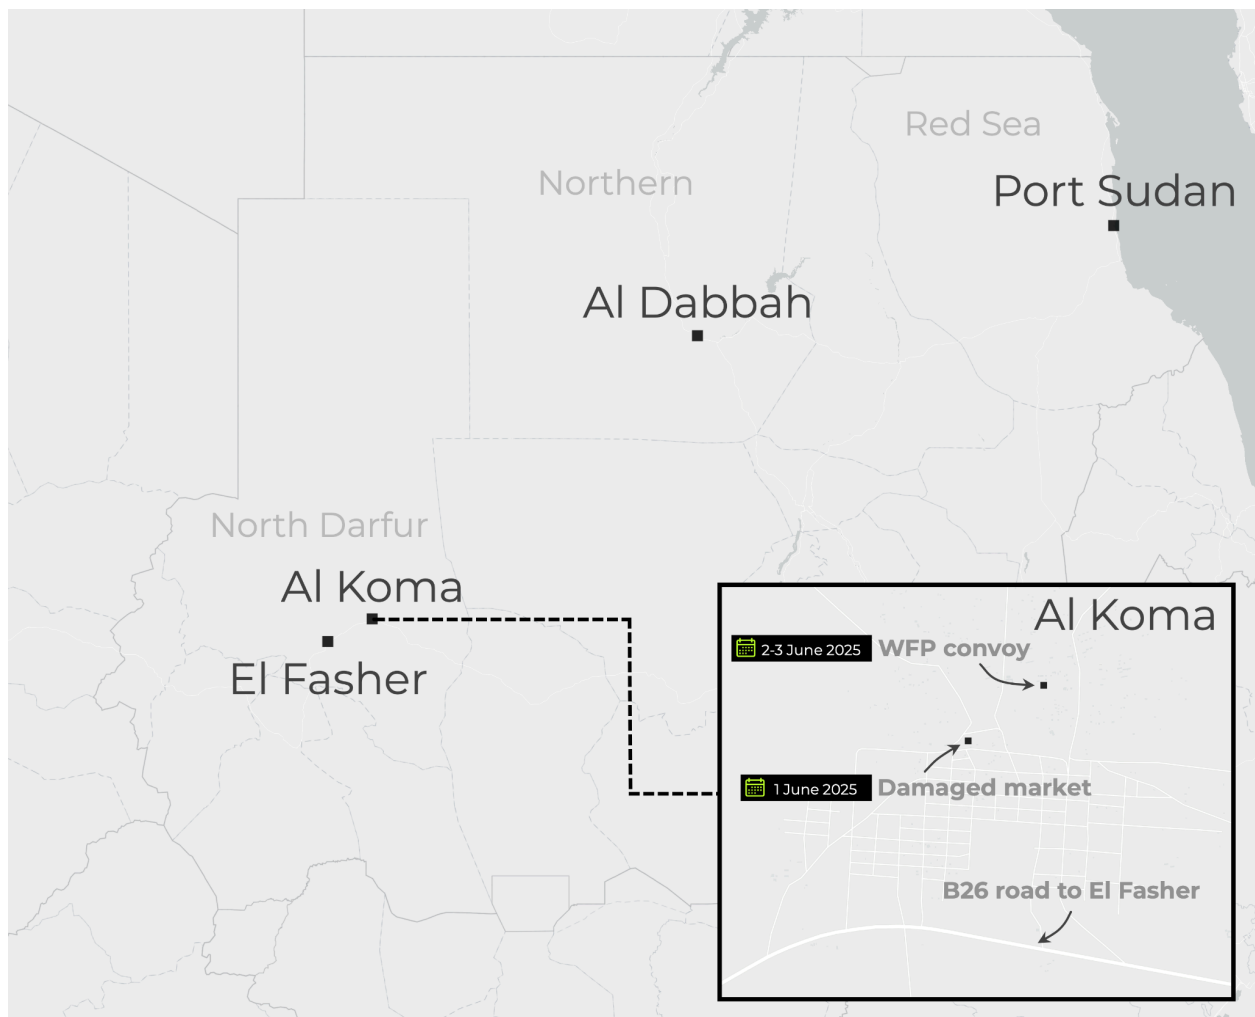 Red Sea
Northern
Port Sudan
Al Dabbah
North Darfur
Al Koma
El Fasher
Al Koma
2-3 June 2025 WFP convoy
1 June 2025 Damaged market
B26 road to El Fasher